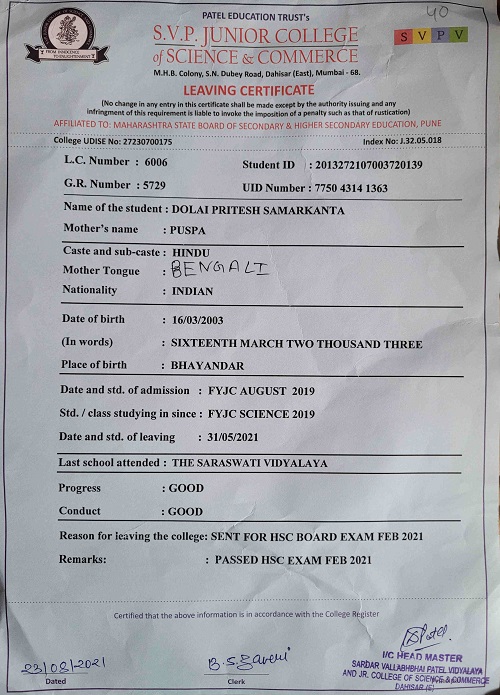 40
PATEL EDUCATION TRUST's
S.V.P. JUNIOR COLLEGE
of SCIENCE & COMMERCE
S V P V
FROM INNOCENCE
TO ENLIGHTENMENT
M.H.B. Colony, S.N. Dubey Road, Dahisar (East), Mumbai - 68.
LEAVING CERTIFICATE
(No change in any entry in this certificate shall be made except by the authority issuing and any
infringment of this requirement is liable to invoke the imposition of a penalty such as that of rustication)
AFFILIATED TO: MAHARASHTRA STATE BOARD OF SECONDARY & HIGHER SECONDARY EDUCATION, PUNE
College UDISE No: 27230700175 Index No: J.32.05.018
L.C. Number : 6006 Student ID : 2013272107003720139
G.R. Number : 5729 UID Number : 7750 4314 1363
Name of the student : DOLAI PRITESH SAMARKANTA
Mother's name : PUSPA
Caste and sub-caste : HINDU
Mother Tongue : BENGALI
Nationality : INDIAN
Date of birth : 16/03/2003
(In words) : SIXTEENTH MARCH TWO THOUSAND THREE
Place of birth : BHAYANDAR
Date and std. of admission : FYJC AUGUST 2019
Std. / class studying in since : FYJC SCIENCE 2019
Date and std. of leaving : 31/05/2021
Last school attended : THE SARASWATI VIDYALAYA
Progress : GOOD
Conduct : GOOD
Reason for leaving the college: SENT FOR HSC BOARD EXAM FEB 2021
Remarks: : PASSED HSC EXAM FEB 2021
Certified that the above information is in accordance with the College Register
23/08/2021
Dated
Clerk
I/C HEAD MASTER
SARDAR VALLABHBHAI PATEL VIDYALAYA
AND JR. COLLEGE OF SCIENCE & COMMERCE
DAHISAR (E)